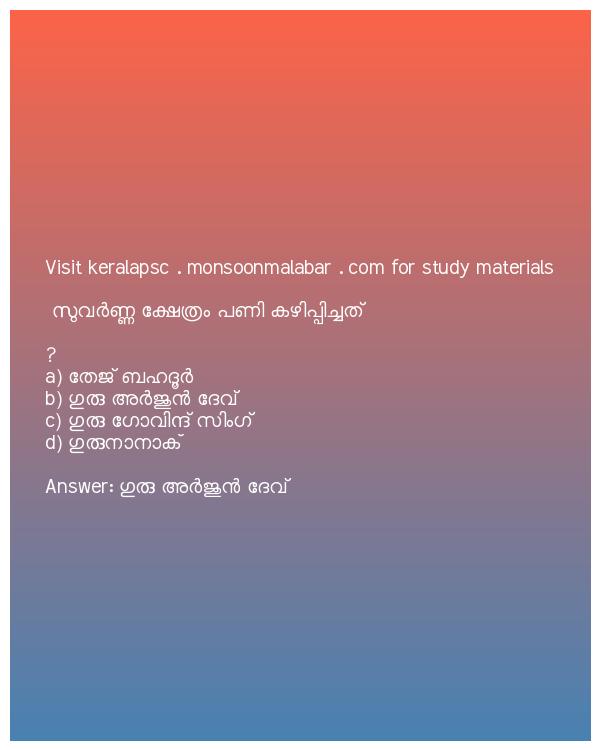 Visit keralapsc . monsoonmalabar . com for study materials
സുവർണ്ണ ക്ഷേത്രം പണി കഴിപ്പിച്ചത്
?
a) തേജ് ബഹദൂർ
b) ഗുരു അർജുൻ ദേവ്
c) ഗുരു ഗോവിന്ദ് സിംഗ്
d) ഗുരുനാനാക്
Answer: ഗുരു അർജുൻ ദേവ്